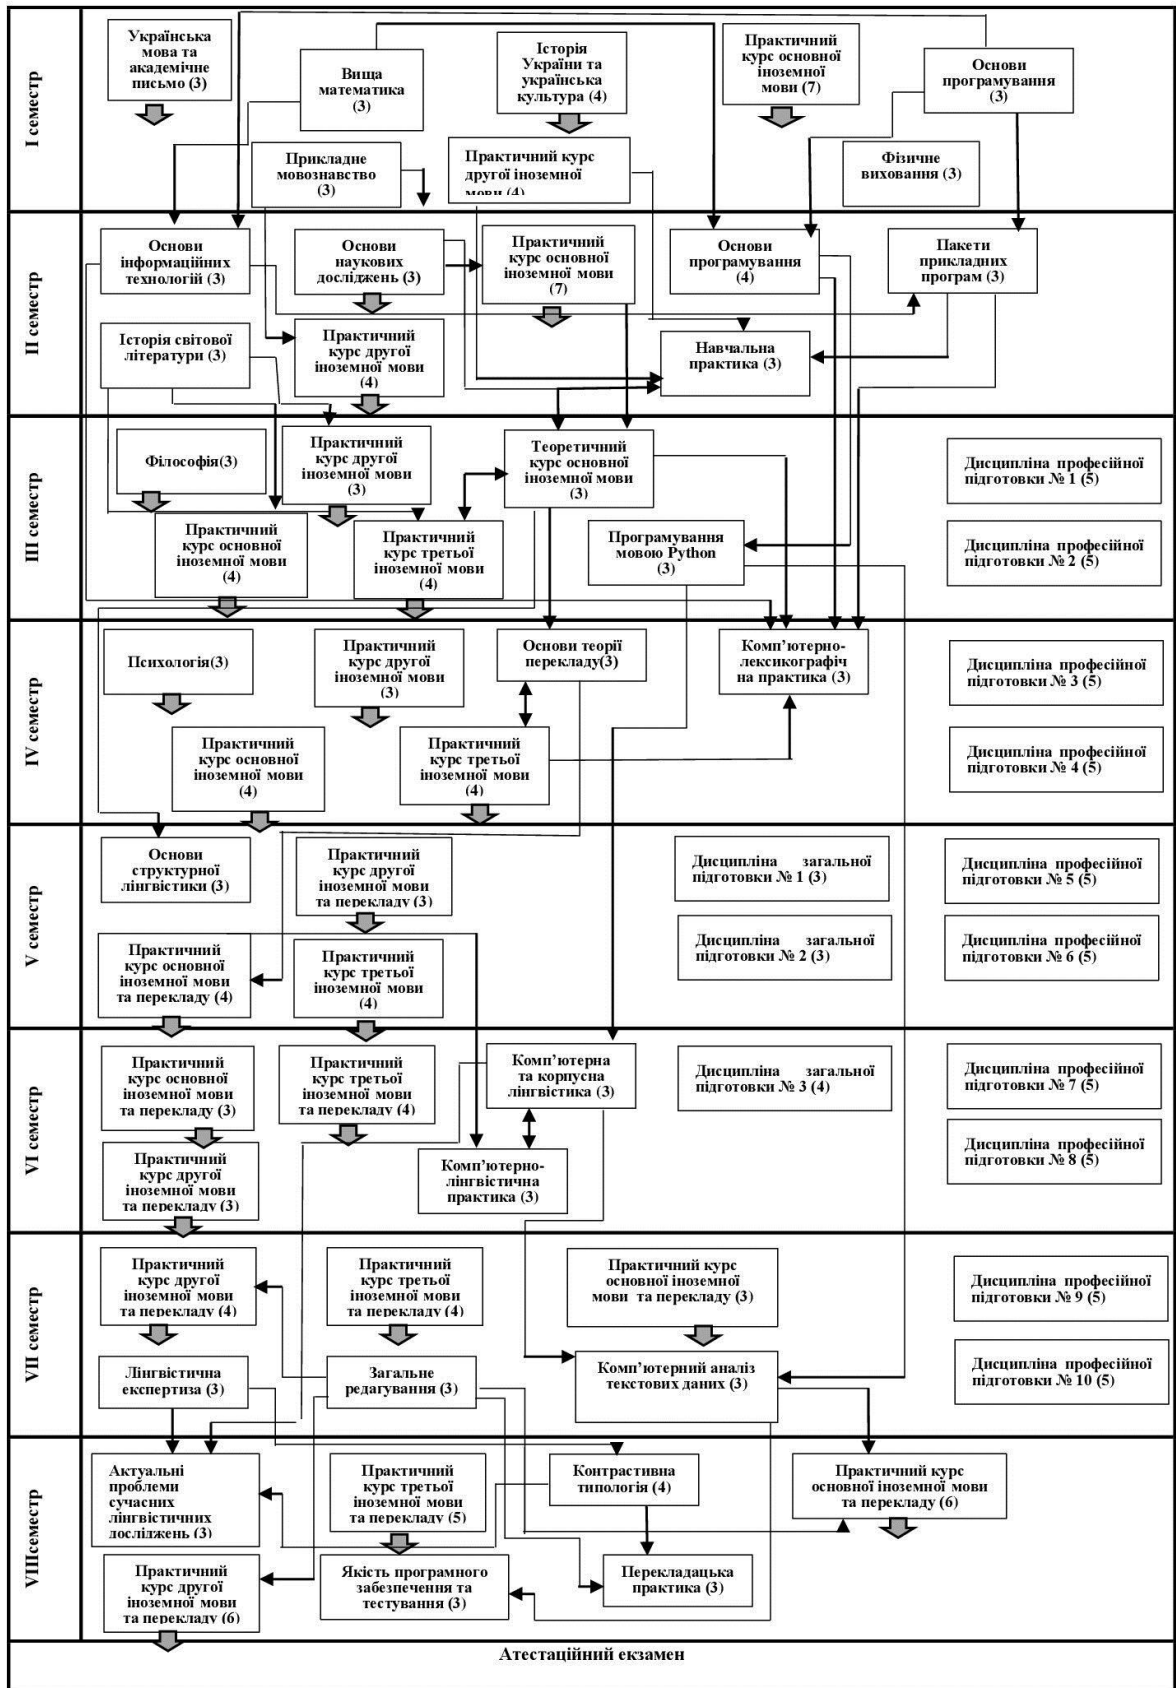 I семестр
Українська
мова та
академічне
письмо (3)
Вища
математика
(3)
Історія
України та
українська
культура (4)
Практичний
курс основної
іноземної
мови (7)
Основи
програмування
(3)
Прикладне
мовознавство
(3)
Практичний курс
другої іноземної
мови (4)
Фізичне
виховання (3)
II семестр
Основи
інформаційних
технологій (3)
Основи
наукових
досліджень (3)
Практичний
курс основної
іноземної мови
(7)
Основи
програмування
(4)
Пакети
прикладних
програм (3)
Історія світової
літератури (3)
Практичний
курс другої
іноземної мови
(4)
Навчальна
практика (3)
III семестр
Філософія(3)
Практичний
курс другої
іноземної мови
(3)
Теоретичний
курс основної
іноземної мови
(3)
Дисципліна професійної
підготовки № 1 (5)
Практичний
курс основної
іноземної мови
(4)
Практичний
курс третьої
іноземної мови
(4)
Програмування
мовою Python
(3)
Дисципліна професійної
підготовки № 2 (5)
IV семестр
Психологія(3)
Практичний
курс другої
іноземної мови
(3)
Основи теорії
перекладу(3)
Комп’ютерно-
лексикографіч
на практика (3)
Дисципліна професійної
підготовки № 3 (5)
Практичний
курс основної
іноземної мови
(4)
Практичний
курс третьої
іноземної мови
(4)
Дисципліна професійної
підготовки № 4 (5)
V семестр
Основи
структурної
лінгвістики (3)
Практичний
курс другої
іноземної мови
та перекладу (3)
Дисципліна загальної
підготовки № 1 (3)
Дисципліна професійної
підготовки № 5 (5)
Практичний
курс основної
іноземної мови
та перекладу (4)
Практичний
курс третьої
іноземної мови
(4)
Дисципліна загальної
підготовки № 2 (3)
Дисципліна професійної
підготовки № 6 (5)
VI семестр
Практичний
курс основної
іноземної мови
та перекладу (3)
Практичний
курс третьої
іноземної мови
та перекладу (4)
Комп’ютерна
та корпусна
лінгвістика (3)
Дисципліна загальної
підготовки № 3 (4)
Дисципліна професійної
підготовки № 7 (5)
Практичний
курс другої
іноземної мови
та перекладу (3)
Комп’ютерно-
лінгвістична
практика (3)
Дисципліна професійної
підготовки № 8 (5)
VII семестр
Практичний
курс другої
іноземної мови
та перекладу (4)
Практичний
курс третьої
іноземної мови
та перекладу (4)
Практичний курс
основної іноземної
мови та перекладу (3)
Дисципліна професійної
підготовки № 9 (5)
Лінгвістична
експертиза (3)
Загальне
редагування (3)
Комп’ютерний аналіз
текстових даних (3)
Дисципліна професійної
підготовки № 10 (5)
VIIIсеместр
Актуальні
проблеми
сучасних
лінгвістичних
досліджень (3)
Практичний
курс третьої
іноземної мови
та перекладу (5)
Контрастивна
типологія (4)
Практичний курс
основної іноземної мови
та перекладу (6)
Практичний
курс другої
іноземної мови
та перекладу (6)
Якість програмного
забезпечення та
тестування (3)
Перекладацька
практика (3)
Атестаційний екзамен